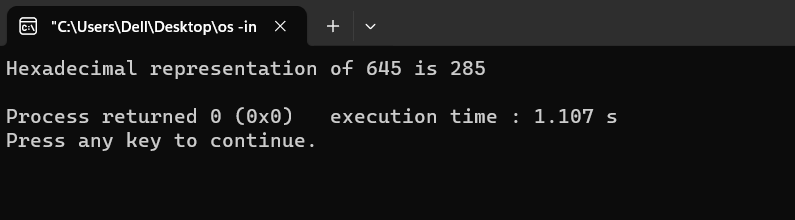 "C:\Users\Dell\Desktop\os -in
Hexadecimal representation of 645 is 285
Process returned 0 (0x0)   execution time : 1.107 s
Press any key to continue.